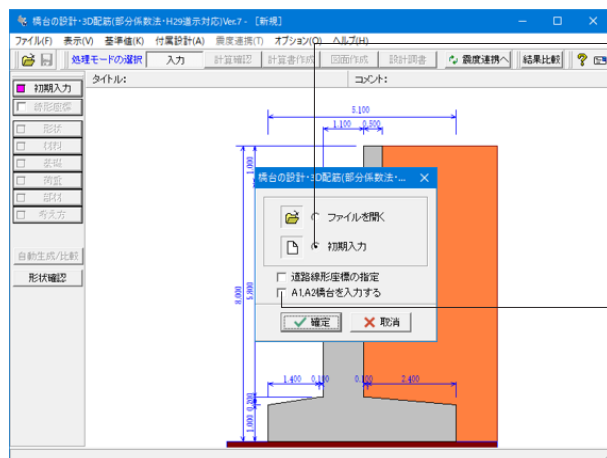 橋台の設計・3D配筋(部分係数法・H29道示対応)Ver.7 - [新規]
ファイル(F) 表示(V) 基準値(K) 付属設計(A) 震度連携(T) オプション(O) ヘルプ(H)
処理モードの選択 入力 計算確認 計算書作成 図面作成 設計調書 震度連携へ 結果比較
タイトル: コメント:
初期入力
線形座標
形状
材料
基礎
荷重
部材
考え方
自動生成/比較
形状確認
5.100
1.100 0.500
1.000
橋台の設計・3D配筋(部分係数法・...
ファイルを開く
初期入力
道路線形座標の指定
A1,A2橋台を入力する
確定 取消
8.000
5.800
1.400 0.100 0.100 2.400
0.200
1.000